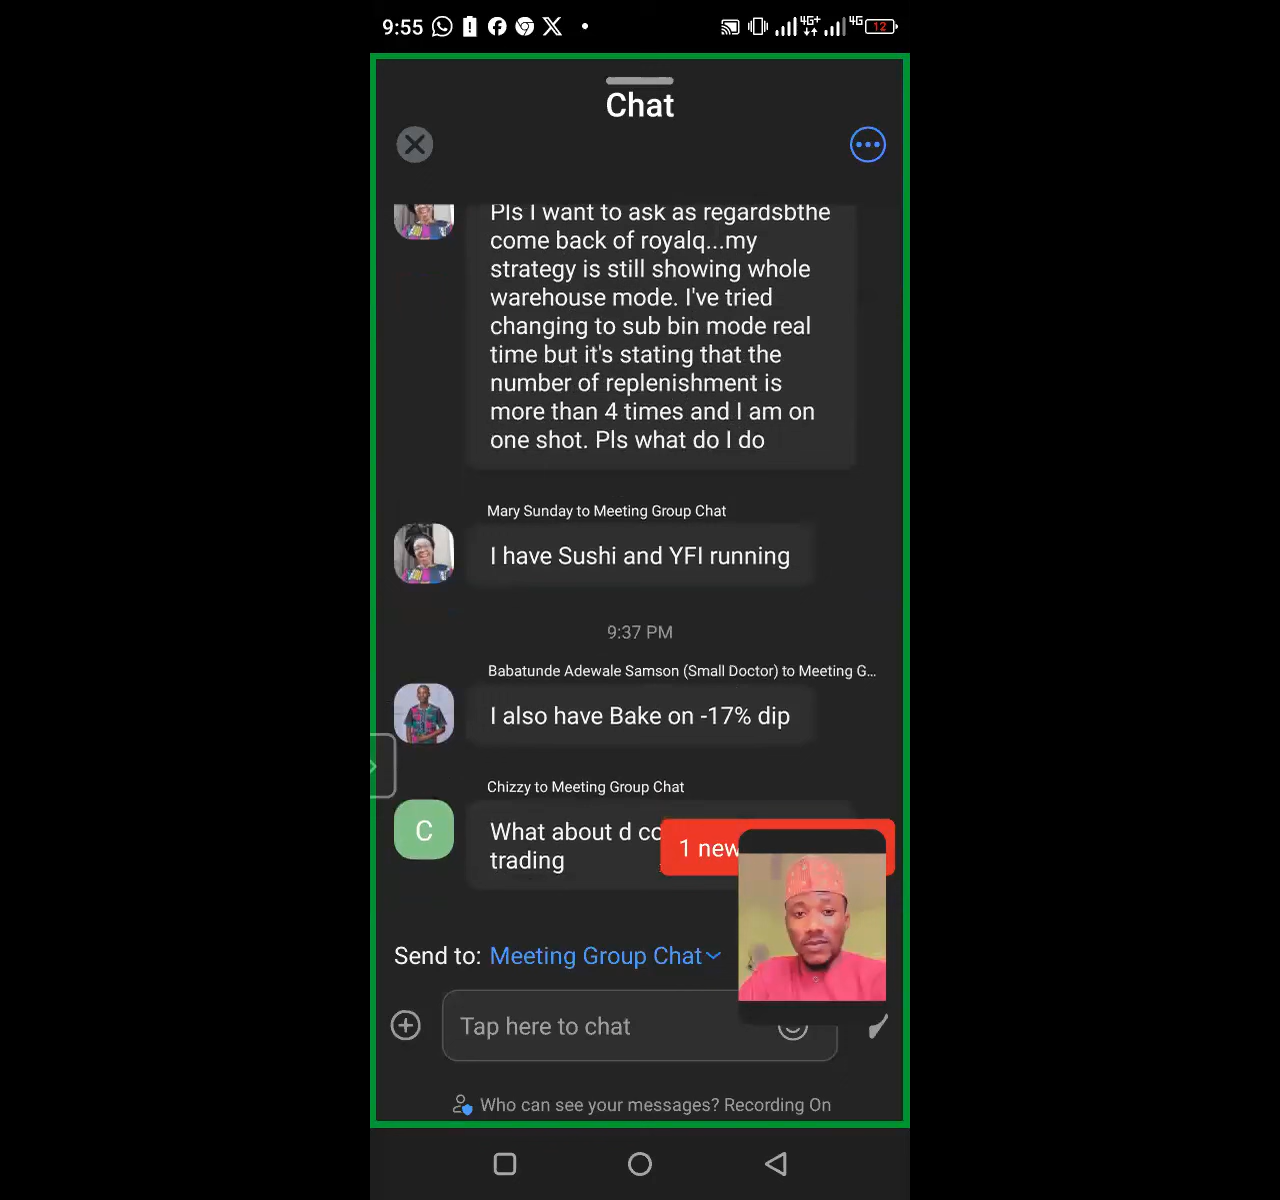 9:55
4G+
4G
12
Chat
Pls I want to ask as regardsbthe
come back of royalq...my
strategy is still showing whole
warehouse mode. I've tried
changing to sub bin mode real
time but it's stating that the
number of replenishment is
more than 4 times and I am on
one shot. Pls what do I do
Mary Sunday to Meeting Group Chat
I have Sushi and YFI running
9:37 PM
Babatunde Adewale Samson (Small Doctor) to Meeting G...
I also have Bake on -17% dip
Chizzy to Meeting Group Chat
C
What about d
trading
1 new
Send to: Meeting Group Chat
Tap here to chat
Who can see your messages? Recording On